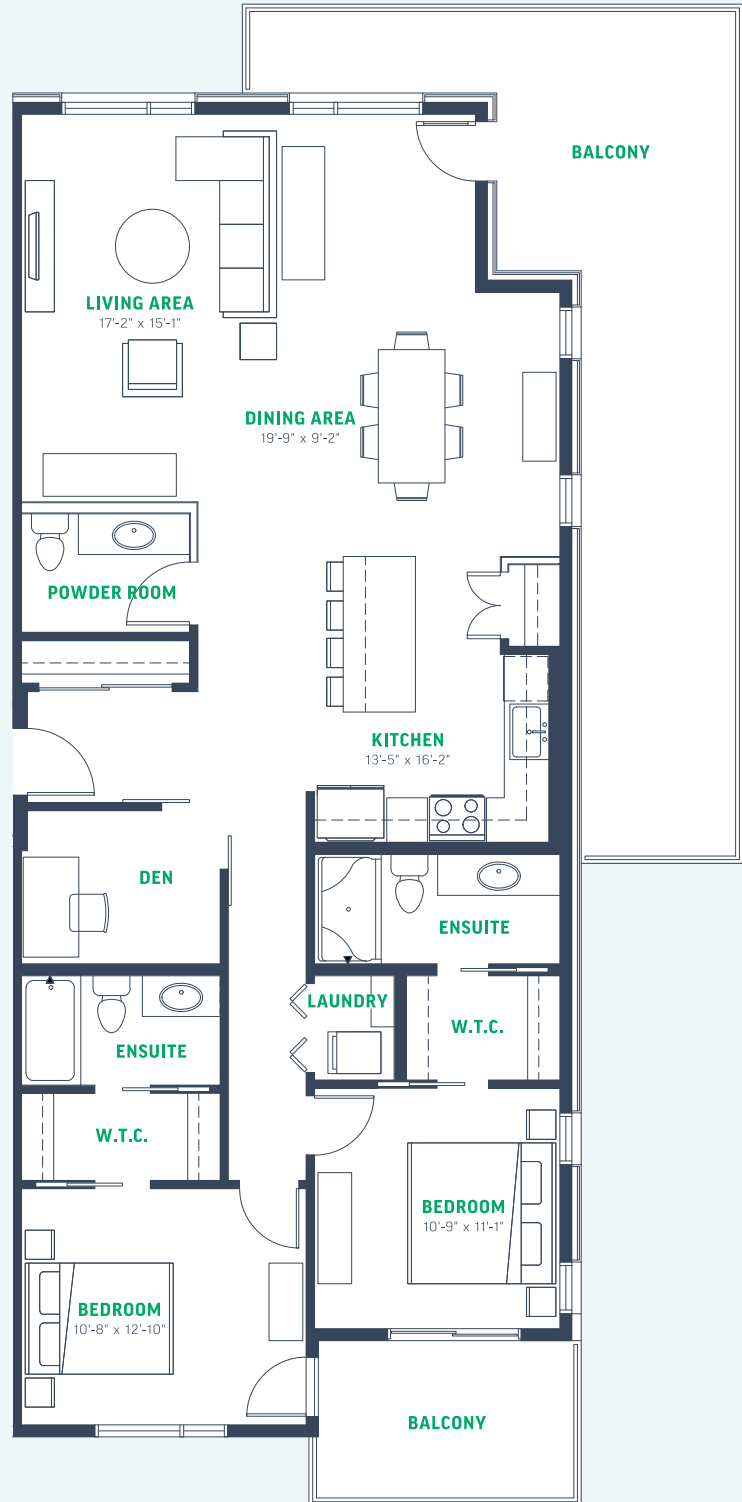 BALCONY
LIVING AREA
17'-2" x 15'-1"
DINING AREA
19'-9" x 9'-2"
POWDER ROOM
KITCHEN
13'-5" x 16'-2"
DEN
ENSUITE
LAUNDRY
W.T.C.
ENSUITE
W.T.C.
BEDROOM
10'-9" x 11'-1"
BEDROOM
10'-8" x 12'-10"
BALCONY